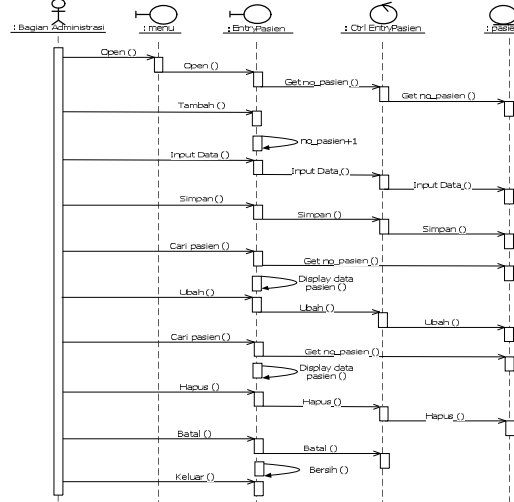 : Bagian Administrasi
: menu
: EntryPasien
: Ctrl EntryPasien
: pasie
Open ()
Open ()
Get no_pasien ()
Get no_pasien ()
Tambah ()
no_pasien+1
Input Data ()
Input Data ()
Input Data ()
Simpan ()
Simpan ()
Simpan ()
Cari pasien ()
Get no_pasien ()
Display data
pasien ()
Ubah ()
Ubah ()
Ubah ()
Cari pasien ()
Get no_pasien ()
Display data
pasien ()
Hapus ()
Hapus ()
Hapus ()
Batal ()
Batal ()
Bersih ()
Keluar ()